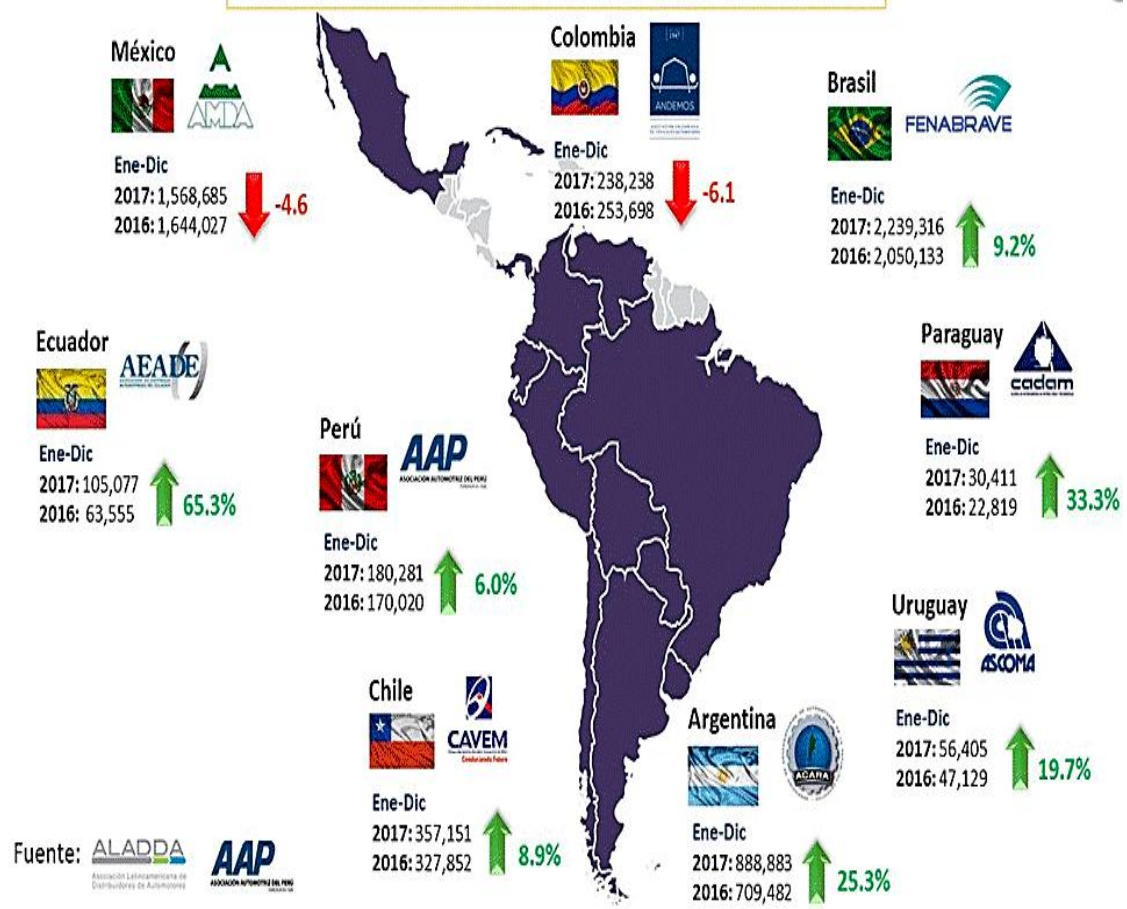 México
AMDA
Ene-Dic
2017: 1,568,685
2016: 1,644,027
-4.6
Colombia
ANDEMOS
Ene-Dic
2017: 238,238
2016: 253,698
-6.1
Brasil
FENABRAVE
Ene-Dic
2017: 2,239,316
2016: 2,050,133
9.2%
Ecuador
AEADE
Ene-Dic
2017: 105,077
2016: 63,555
65.3%
Perú
AAP
ASOCIACIÓN AUTOMOTRIZ DEL PERÚ
Ene-Dic
2017: 180,281
2016: 170,020
6.0%
Paraguay
cadam
Ene-Dic
2017: 30,411
2016: 22,819
33.3%
Uruguay
ASCOMA
Ene-Dic
2017: 56,405
2016: 47,129
19.7%
Chile
CAVEM
Ene-Dic
2017: 357,151
2016: 327,852
8.9%
Argentina
ACARA
Ene-Dic
2017: 888,883
2016: 709,482
25.3%
Fuente:
ALADDA
Asociación Latinoamericana de
Distribuidores de Automotores
AAP
ASOCIACIÓN AUTOMOTRIZ DEL PERÚ